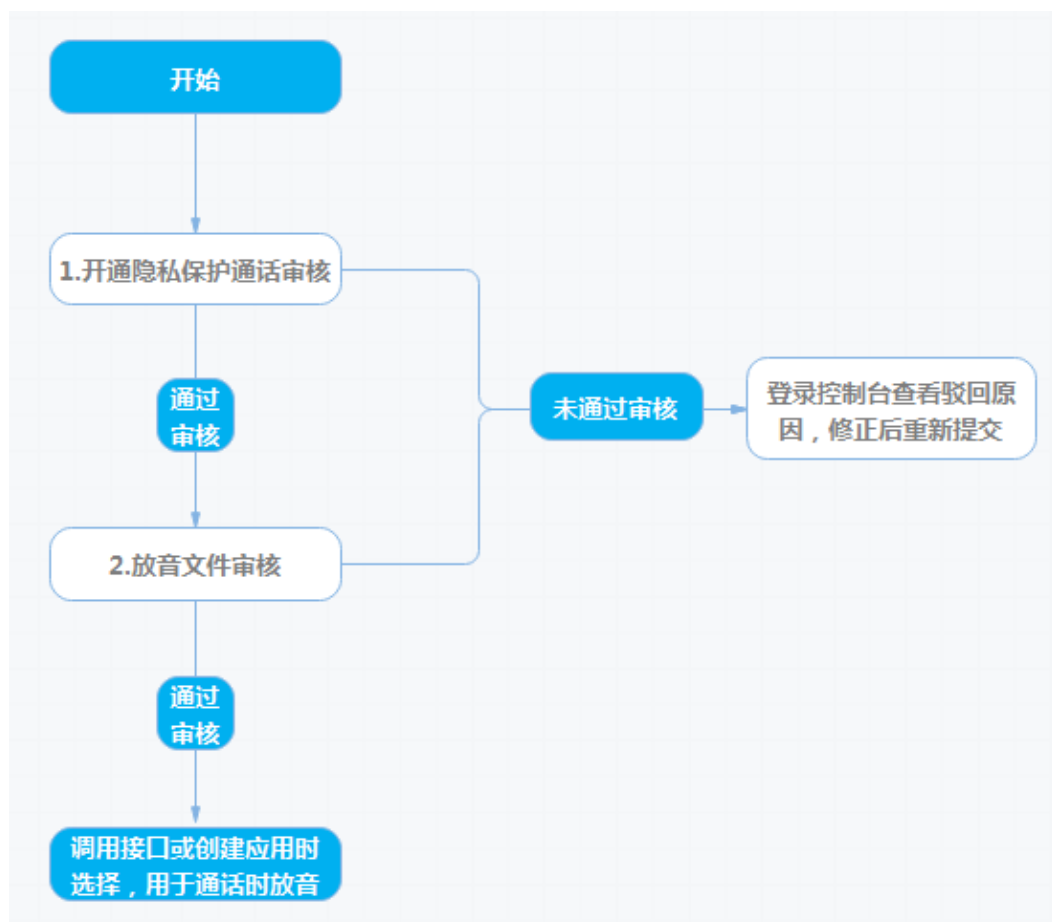 开始
1.开通隐私保护通话审核
通过
审核
未通过审核
登录控制台查看驳回原
因，修正后重新提交
2.放音文件审核
通过
审核
调用接口或创建应用时
选择，用于通话时放音